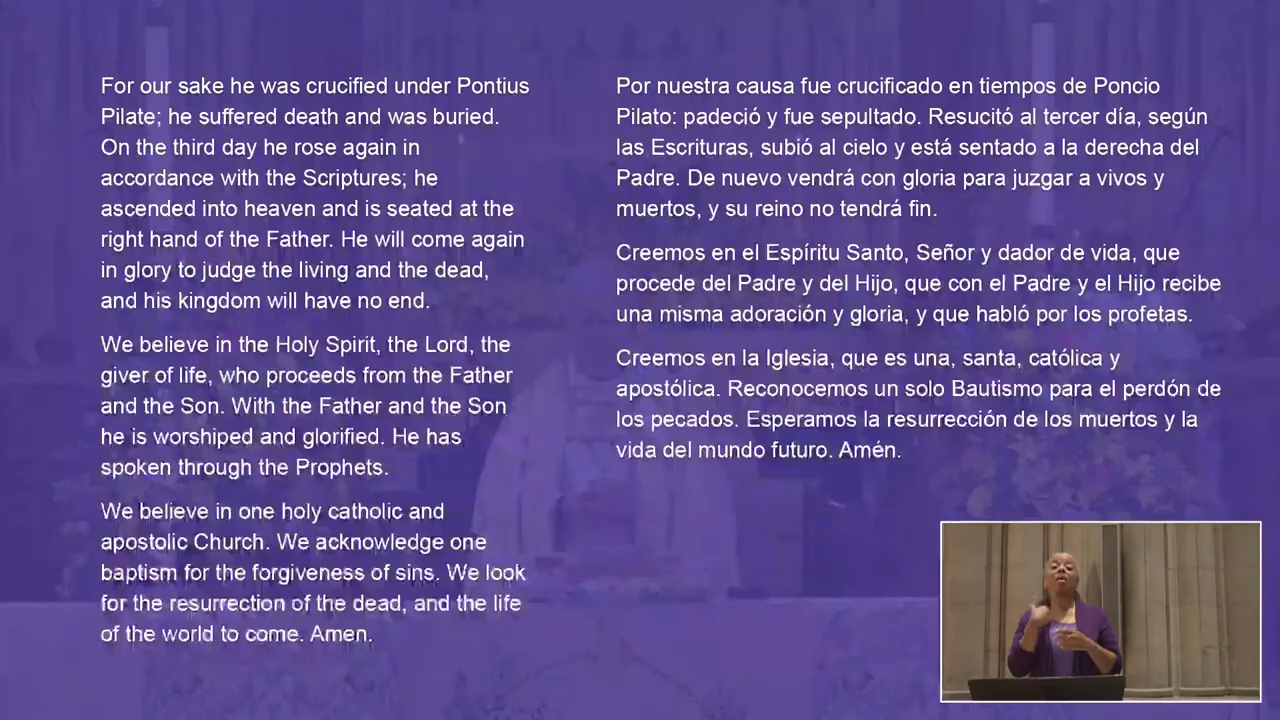 For our sake he was crucified under Pontius
Pilate; he suffered death and was buried.
On the third day he rose again in
accordance with the Scriptures; he
ascended into heaven and is seated at the
right hand of the Father. He will come again
in glory to judge the living and the dead,
and his kingdom will have no end.
We believe in the Holy Spirit, the Lord, the
giver of life, who proceeds from the Father
and the Son. With the Father and the Son
he is worshiped and glorified. He has
spoken through the Prophets.
We believe in one holy catholic and
apostolic Church. We acknowledge one
baptism for the forgiveness of sins. We look
for the resurrection of the dead, and the life
of the world to come. Amen.
Por nuestra causa fue crucificado en tiempos de Poncio
Pilato: padeció y fue sepultado. Resucitó al tercer día, según
las Escrituras, subió al cielo y está sentado a la derecha del
Padre. De nuevo vendrá con gloria para juzgar a vivos y
muertos, y su reino no tendrá fin.
Creemos en el Espíritu Santo, Señor y dador de vida, que
procede del Padre y del Hijo, que con el Padre y el Hijo recibe
una misma adoración y gloria, y que habló por los profetas.
Creemos en la Iglesia, que es una, santa, católica y
apostólica. Reconocemos un solo Bautismo para el perdón de
los pecados. Esperamos la resurrección de los muertos y la
vida del mundo futuro. Amén.